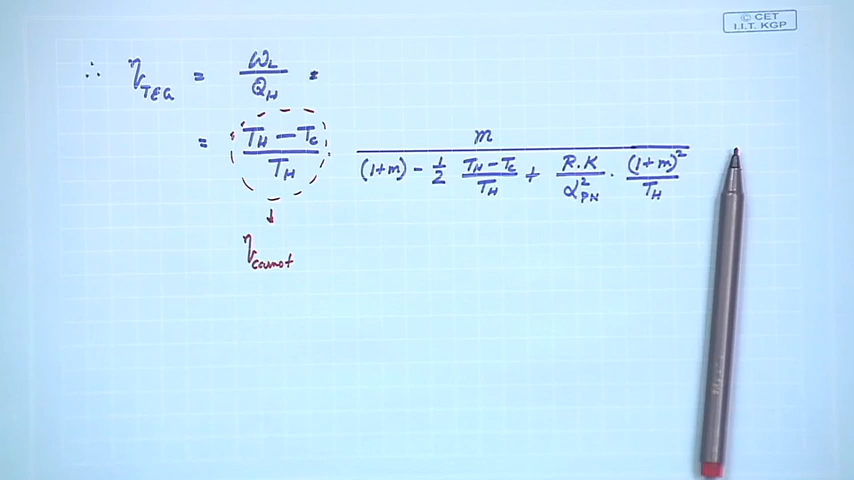 © CET
I.I.T. KGP
∴ η_TEG = W_L / Q_H =
= (T_H − T_C) / T_H · m / ((1+m) − 1/2 (T_H − T_C)/T_H + R.K/α²_PN · (1+m)²/T_H)
↓
η_carnot